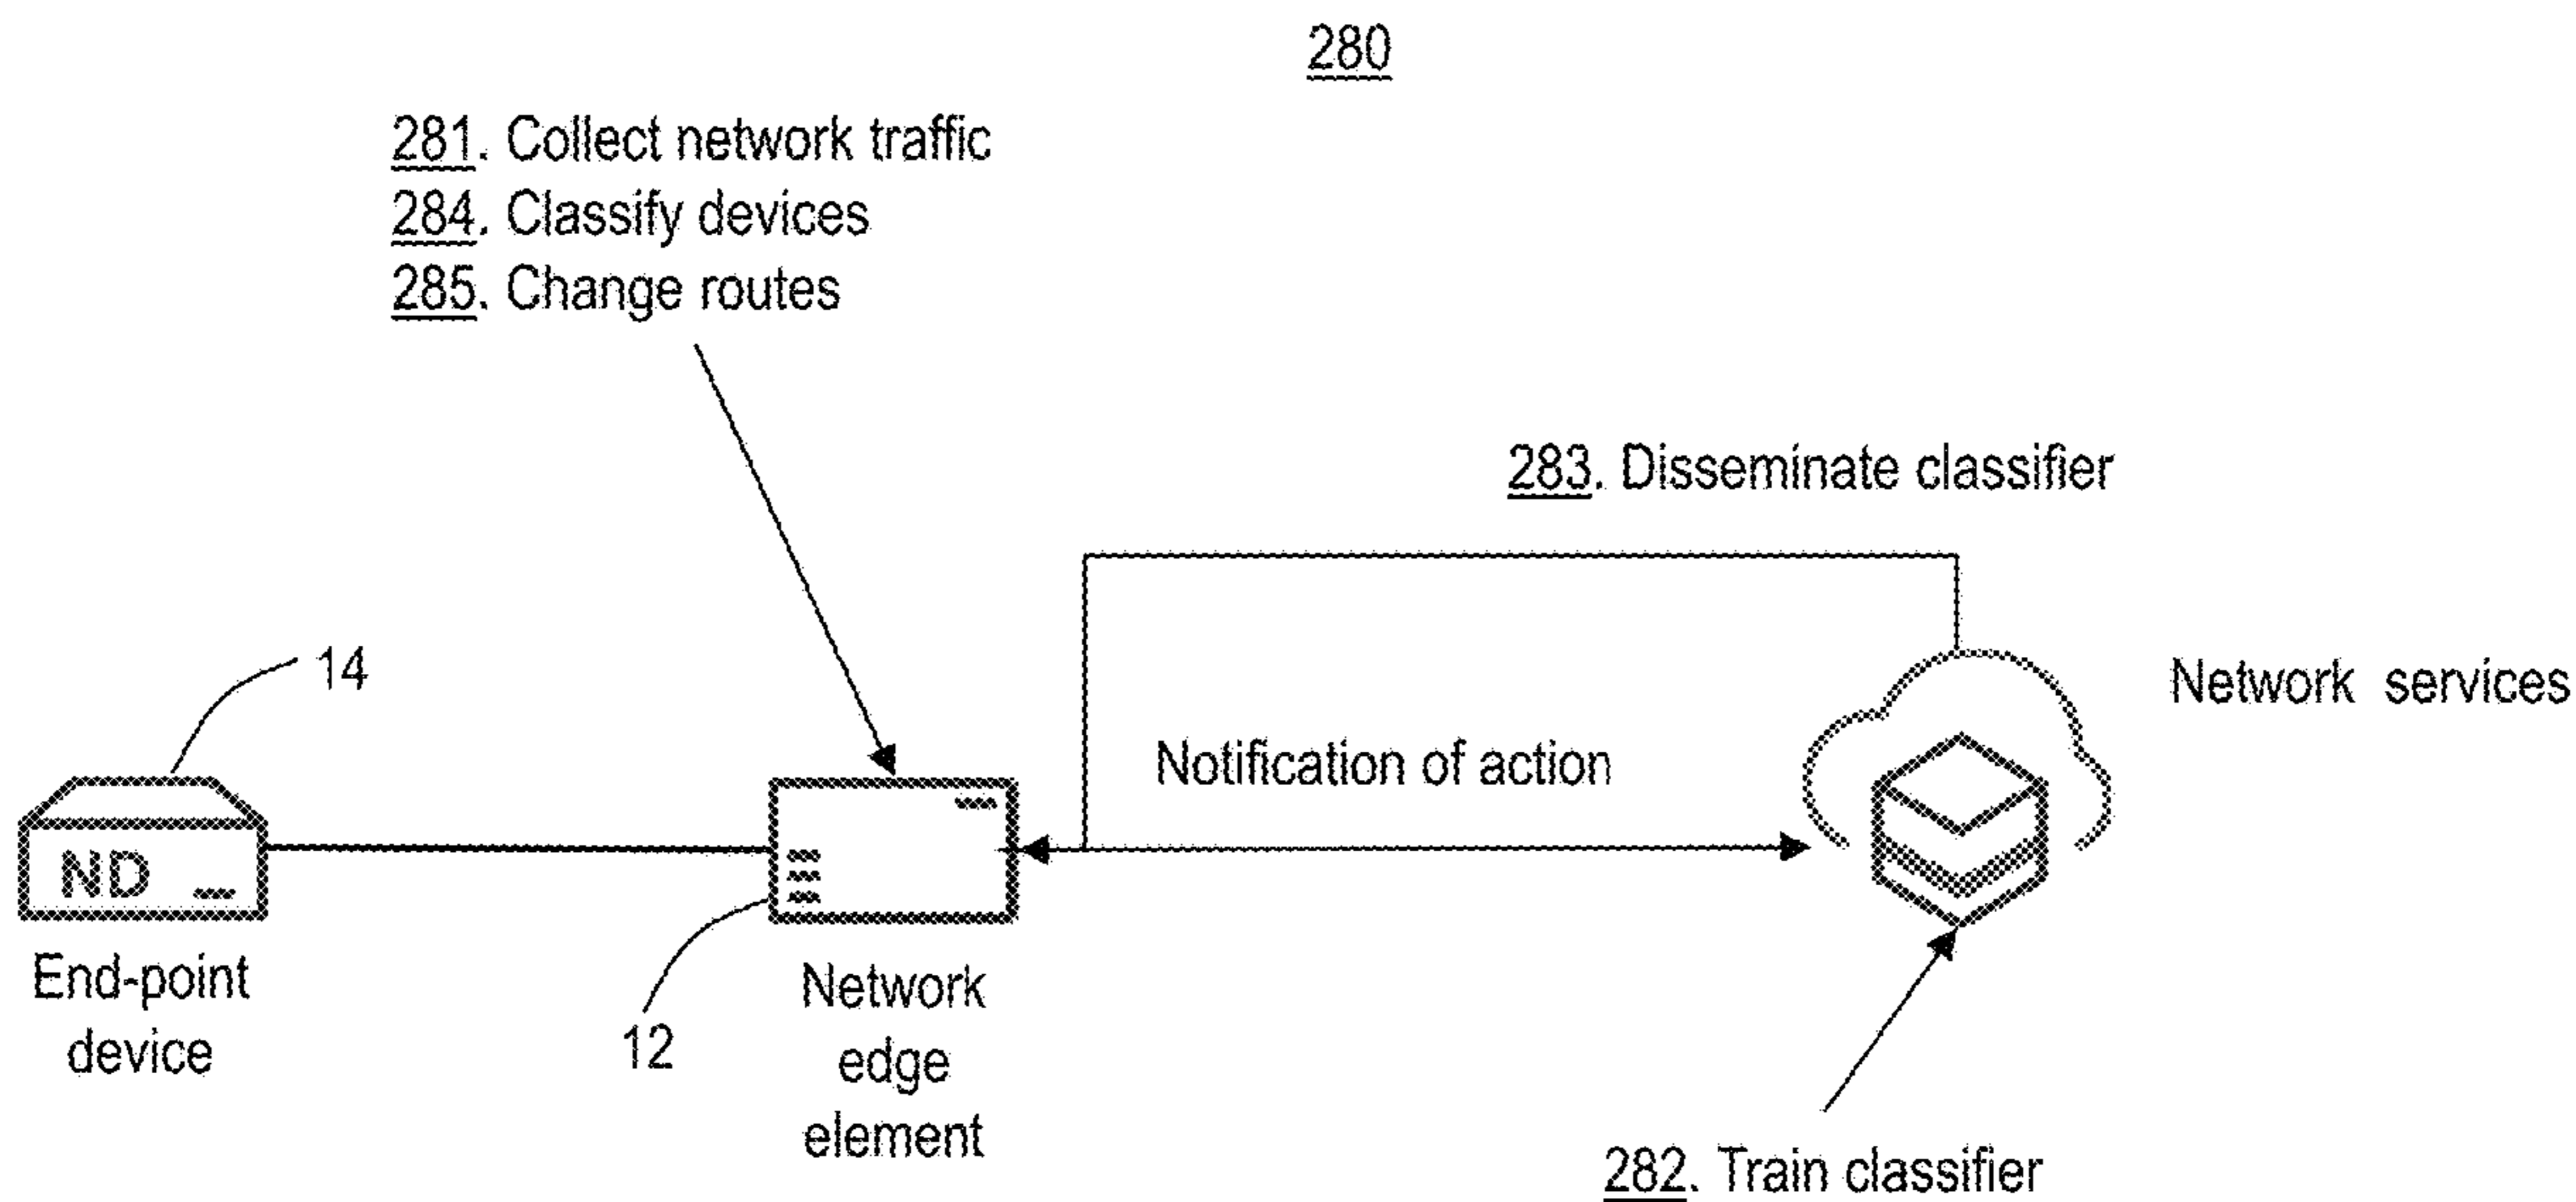 280
281. Collect network traffic
284. Classify devices
285. Change routes
283. Disseminate classifier
14
Network services
Notification of action
ND
End-point
device
12
Network
edge
element
282. Train classifier